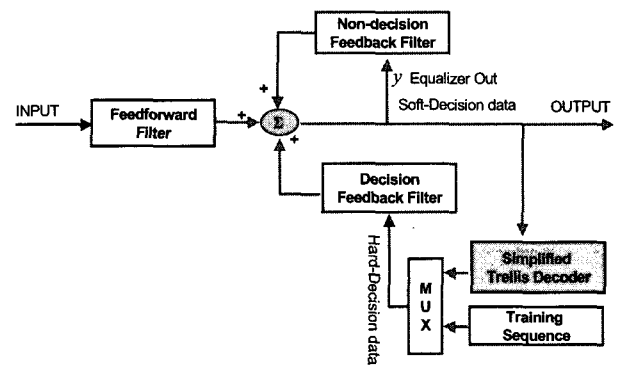 Non-decision
Feedback Filter
y Equalizer Out
Soft-Decision data
INPUT
OUTPUT
Feedforward
Filter
+
+
Σ
+
Decision
Feedback Filter
Hard-Decision data
MUX
Simplified
Trellis Decoder
Training
Sequence